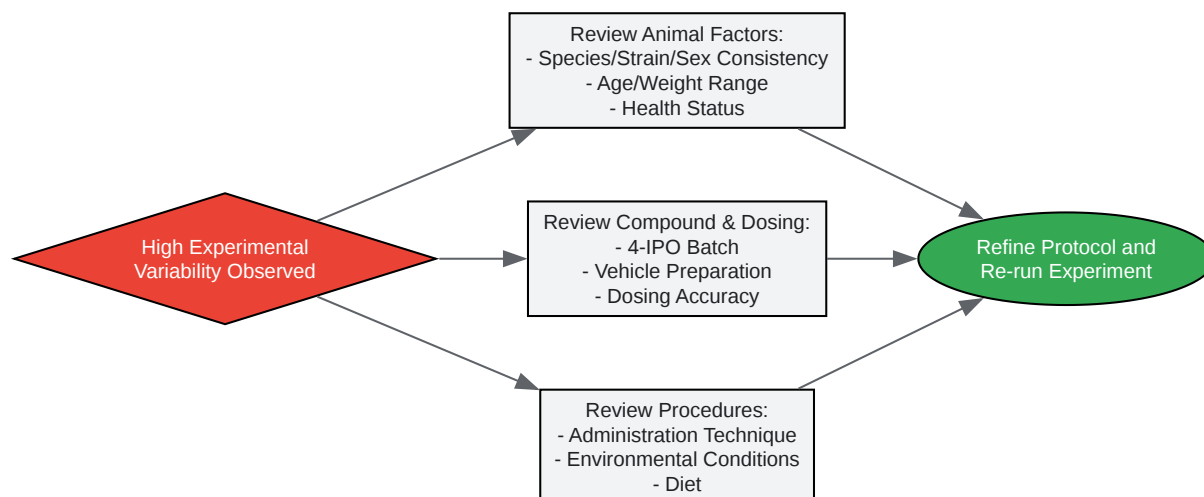 Review Animal Factors:
- Species/Strain/Sex Consistency
- Age/Weight Range
- Health Status
High Experimental
Variability Observed
Review Compound & Dosing:
- 4-IPO Batch
- Vehicle Preparation
- Dosing Accuracy
Refine Protocol and
Re-run Experiment
Review Procedures:
- Administration Technique
- Environmental Conditions
- Diet